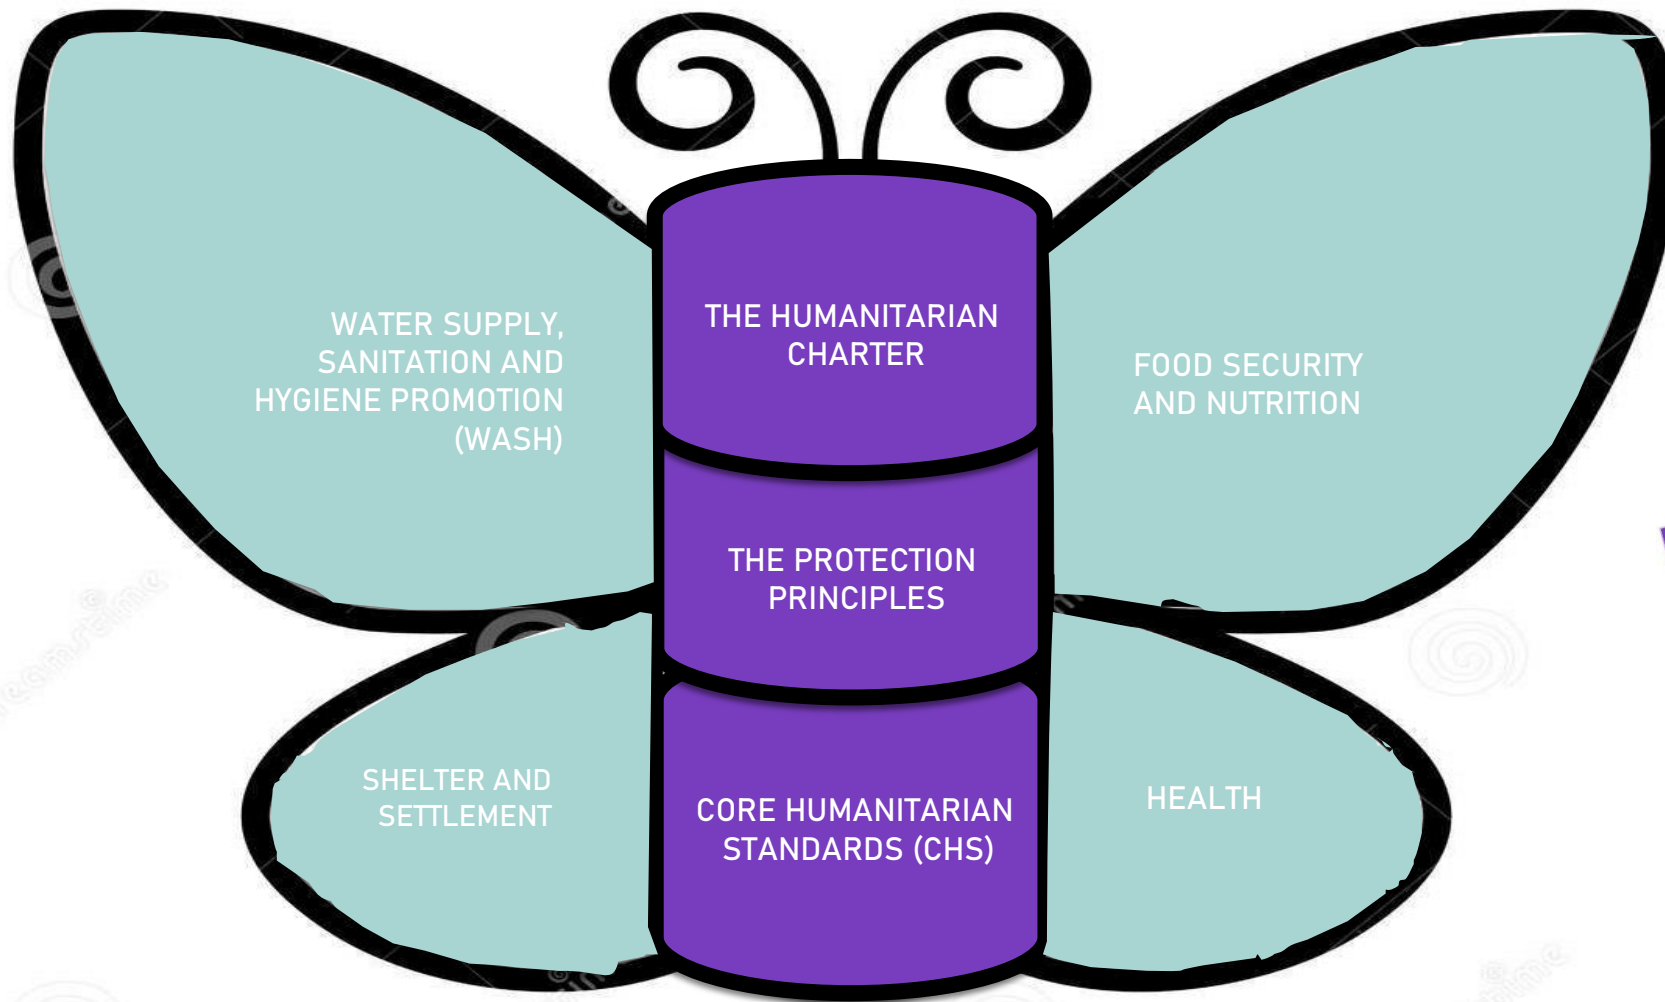 WATER SUPPLY,
SANITATION AND
HYGIENE PROMOTION
(WASH)
THE HUMANITARIAN
CHARTER
FOOD SECURITY
AND NUTRITION
THE PROTECTION
PRINCIPLES
SHELTER AND
SETTLEMENT
CORE HUMANITARIAN
STANDARDS (CHS)
HEALTH